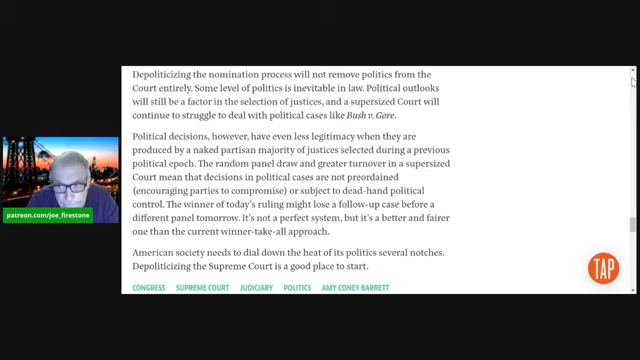 Depoliticizing the nomination process will not remove politics from the
Court entirely. Some level of politics is inevitable in law. Political outlooks
will still be a factor in the selection of justices, and a supersized Court will
continue to struggle to deal with political cases like Bush v. Gore.
Political decisions, however, have even less legitimacy when they are
produced by a naked partisan majority of justices selected during a previous
political epoch. The random panel draw and greater turnover in a supersized
Court mean that decisions in political cases are not preordained
(encouraging parties to compromise) or subject to dead-hand political
control. The winner of today's ruling might lose a follow-up case before a
different panel tomorrow. It's not a perfect system, but it's a better and fairer
one than the current winner-take-all approach.
American society needs to dial down the heat of its politics several notches.
Depoliticizing the Supreme Court is a good place to start.
CONGRESS SUPREME COURT JUDICIARY POLITICS AMY CONEY BARRETT
patreon.com/joe_firestone
TAP